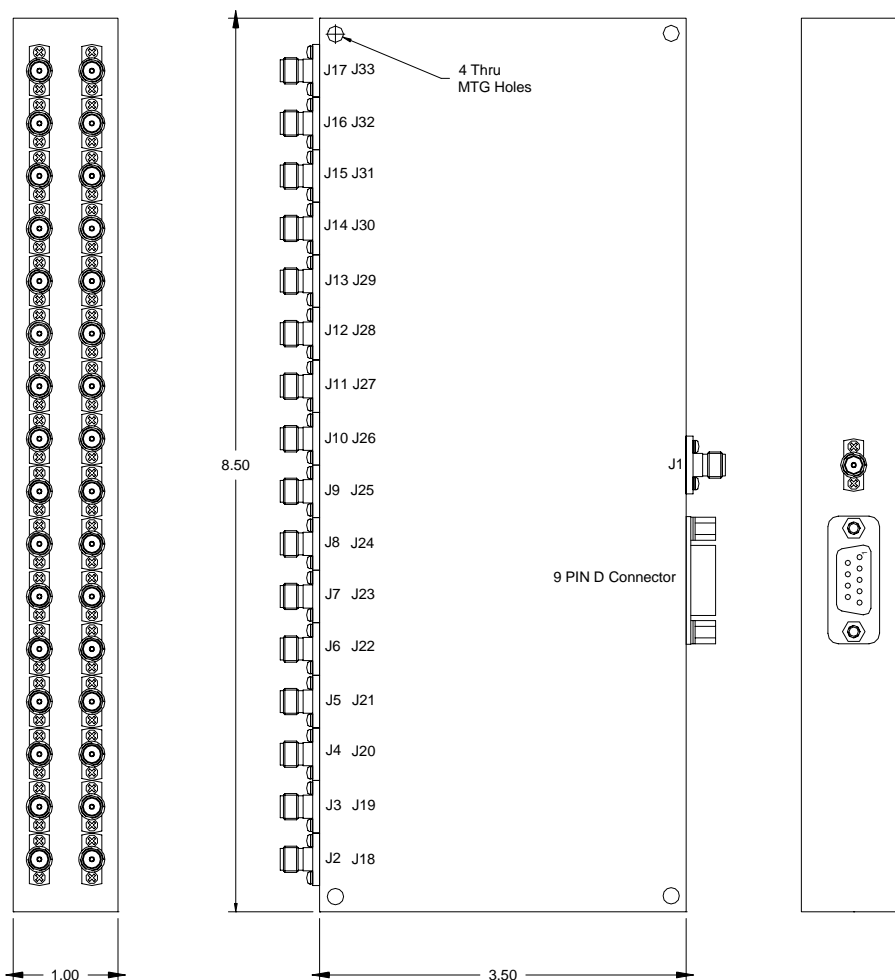 4 Thru
MTG Holes
J17 J33
J16 J32
J15 J31
J14 J30
J13 J29
J12 J28
J11 J27
J10 J26
J1
8.50
J9 J25
J8 J24
9 PIN D Connector
J7 J23
J6 J22
J5 J21
J4 J20
J3 J19
J2 J18
1.00
3.50
1